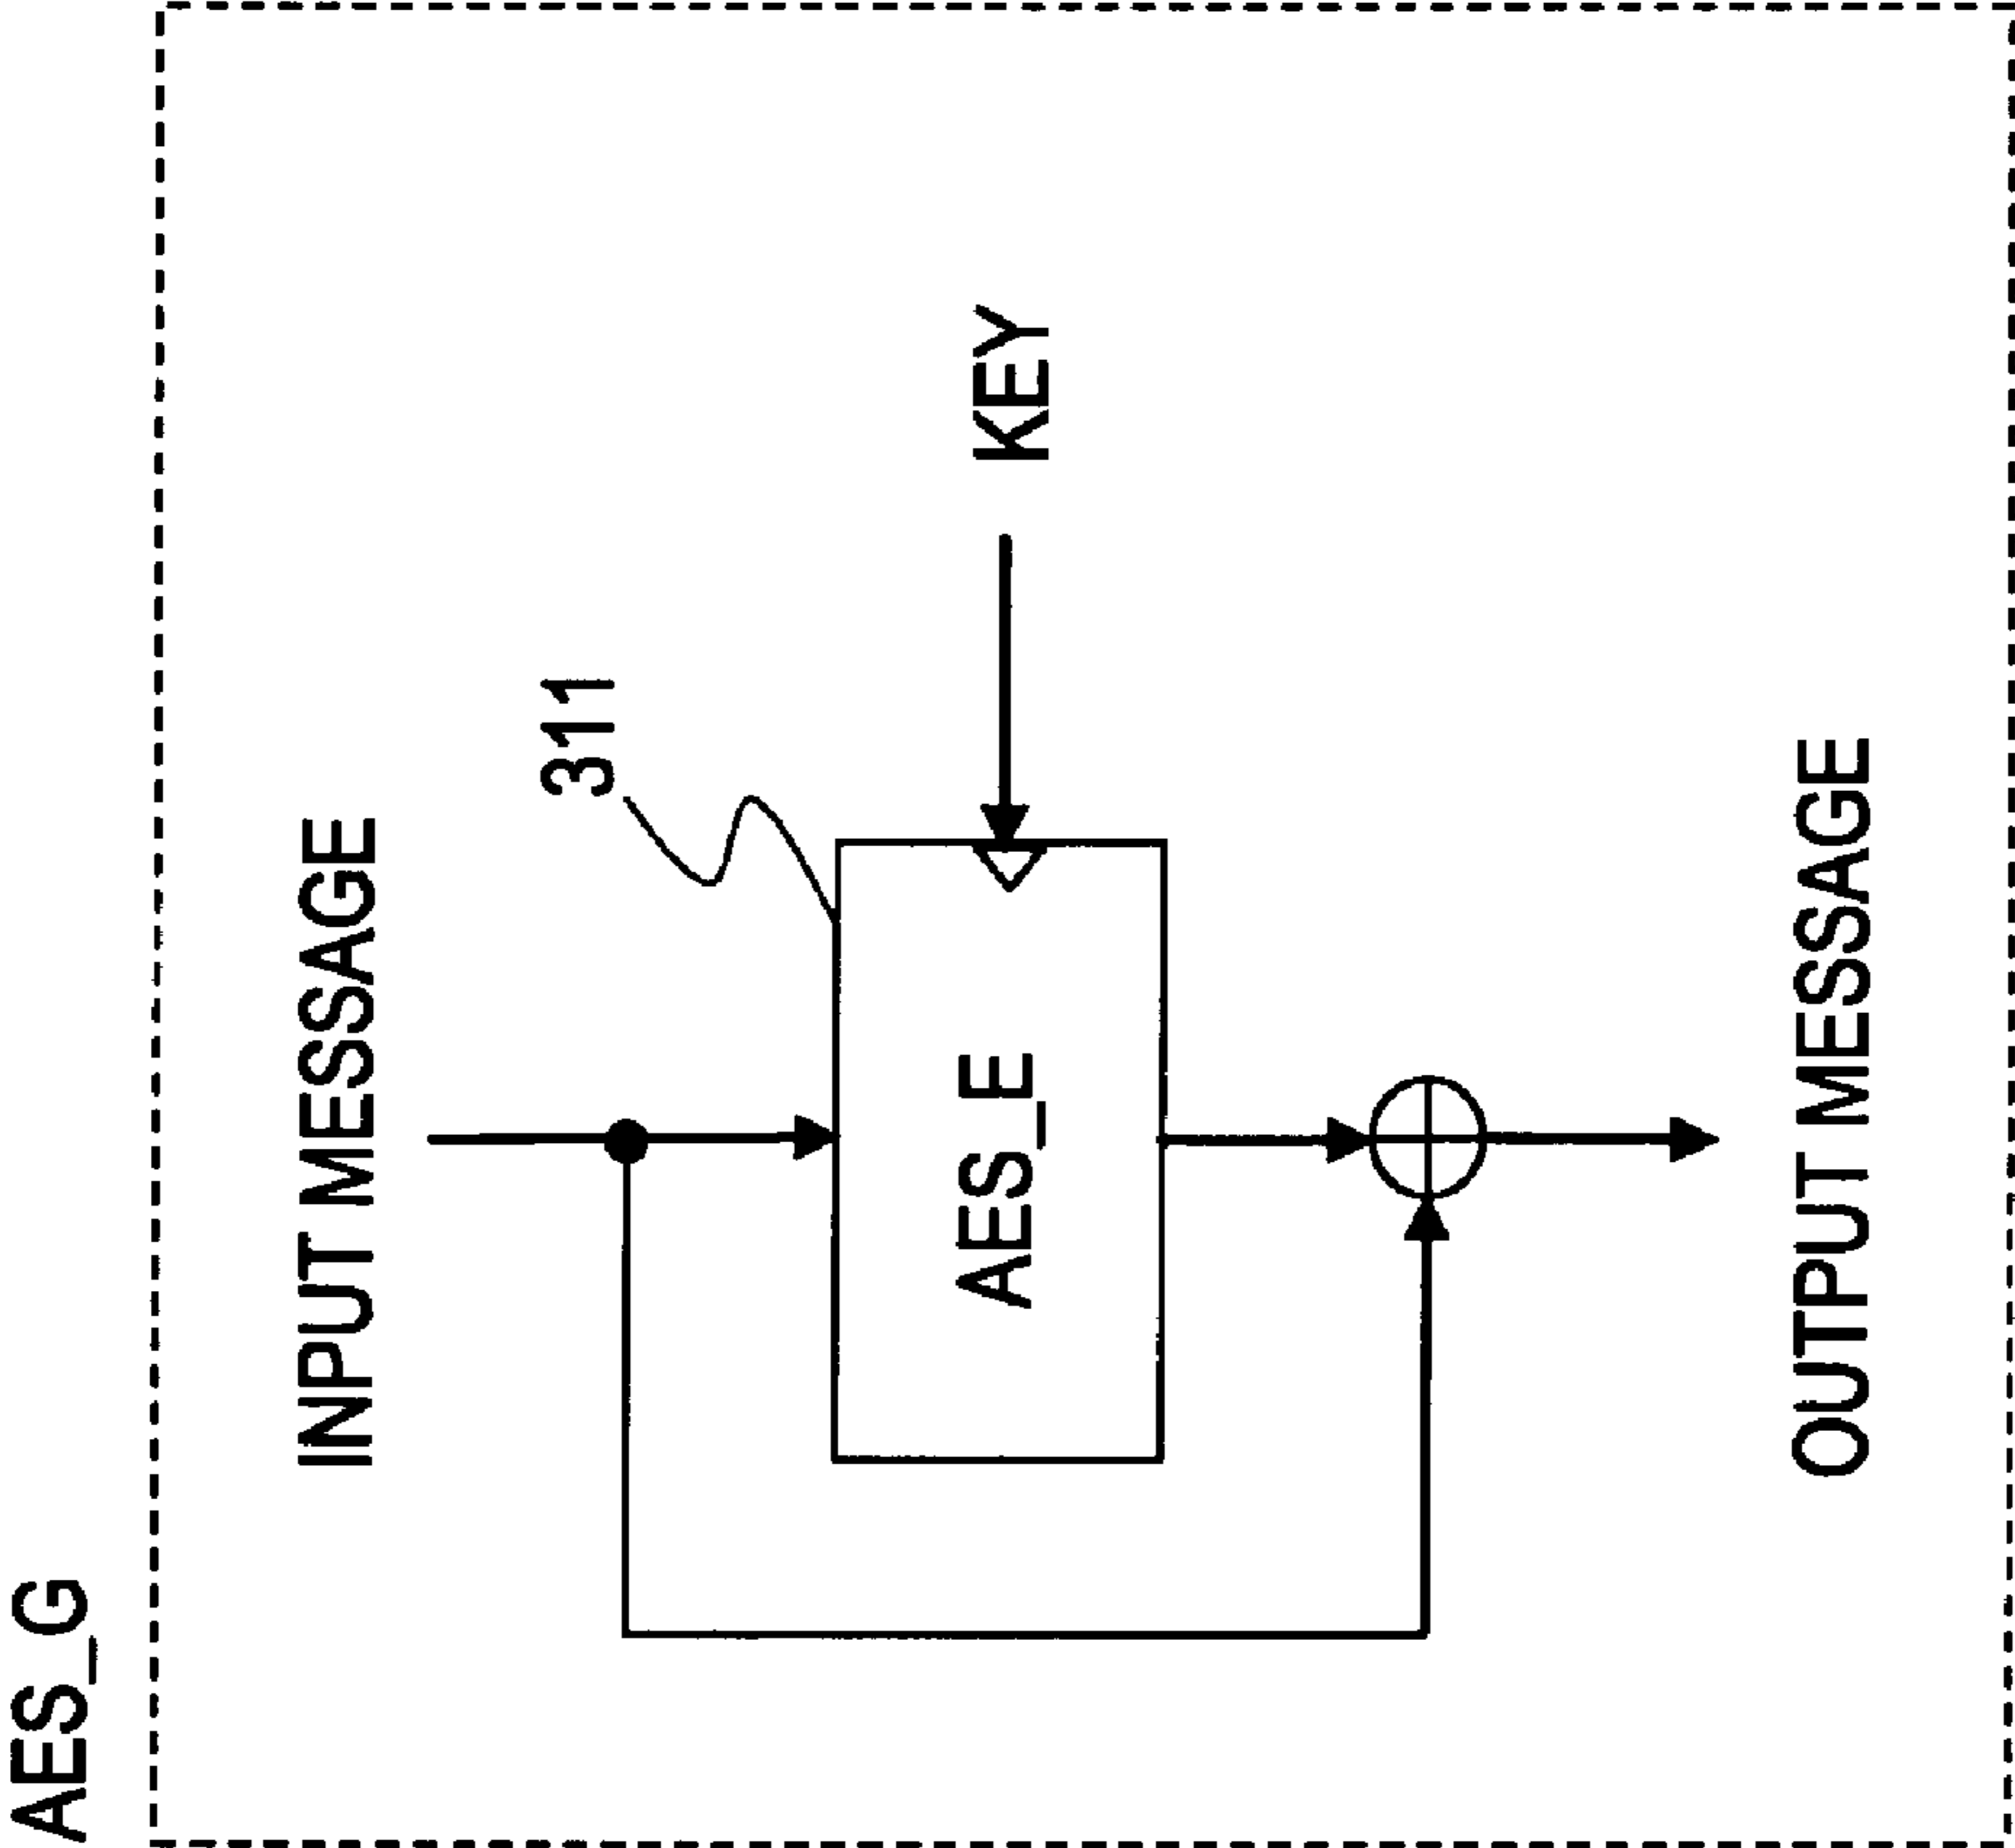 AES_G
INPUT MESSAGE
311
AES_E
KEY
OUTPUT MESSAGE